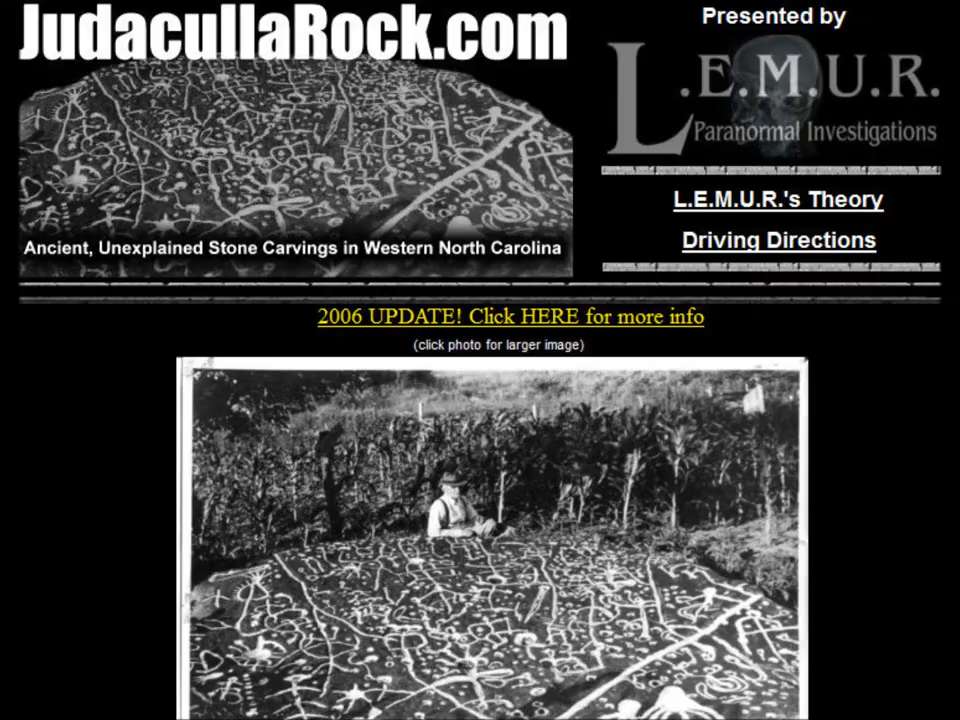 JudacullaRock.com
Ancient, Unexplained Stone Carvings in Western North Carolina
Presented by
L.E.M.U.R.
Paranormal Investigations
L.E.M.U.R.'s Theory
Driving Directions
2006 UPDATE! Click HERE for more info
(click photo for larger image)